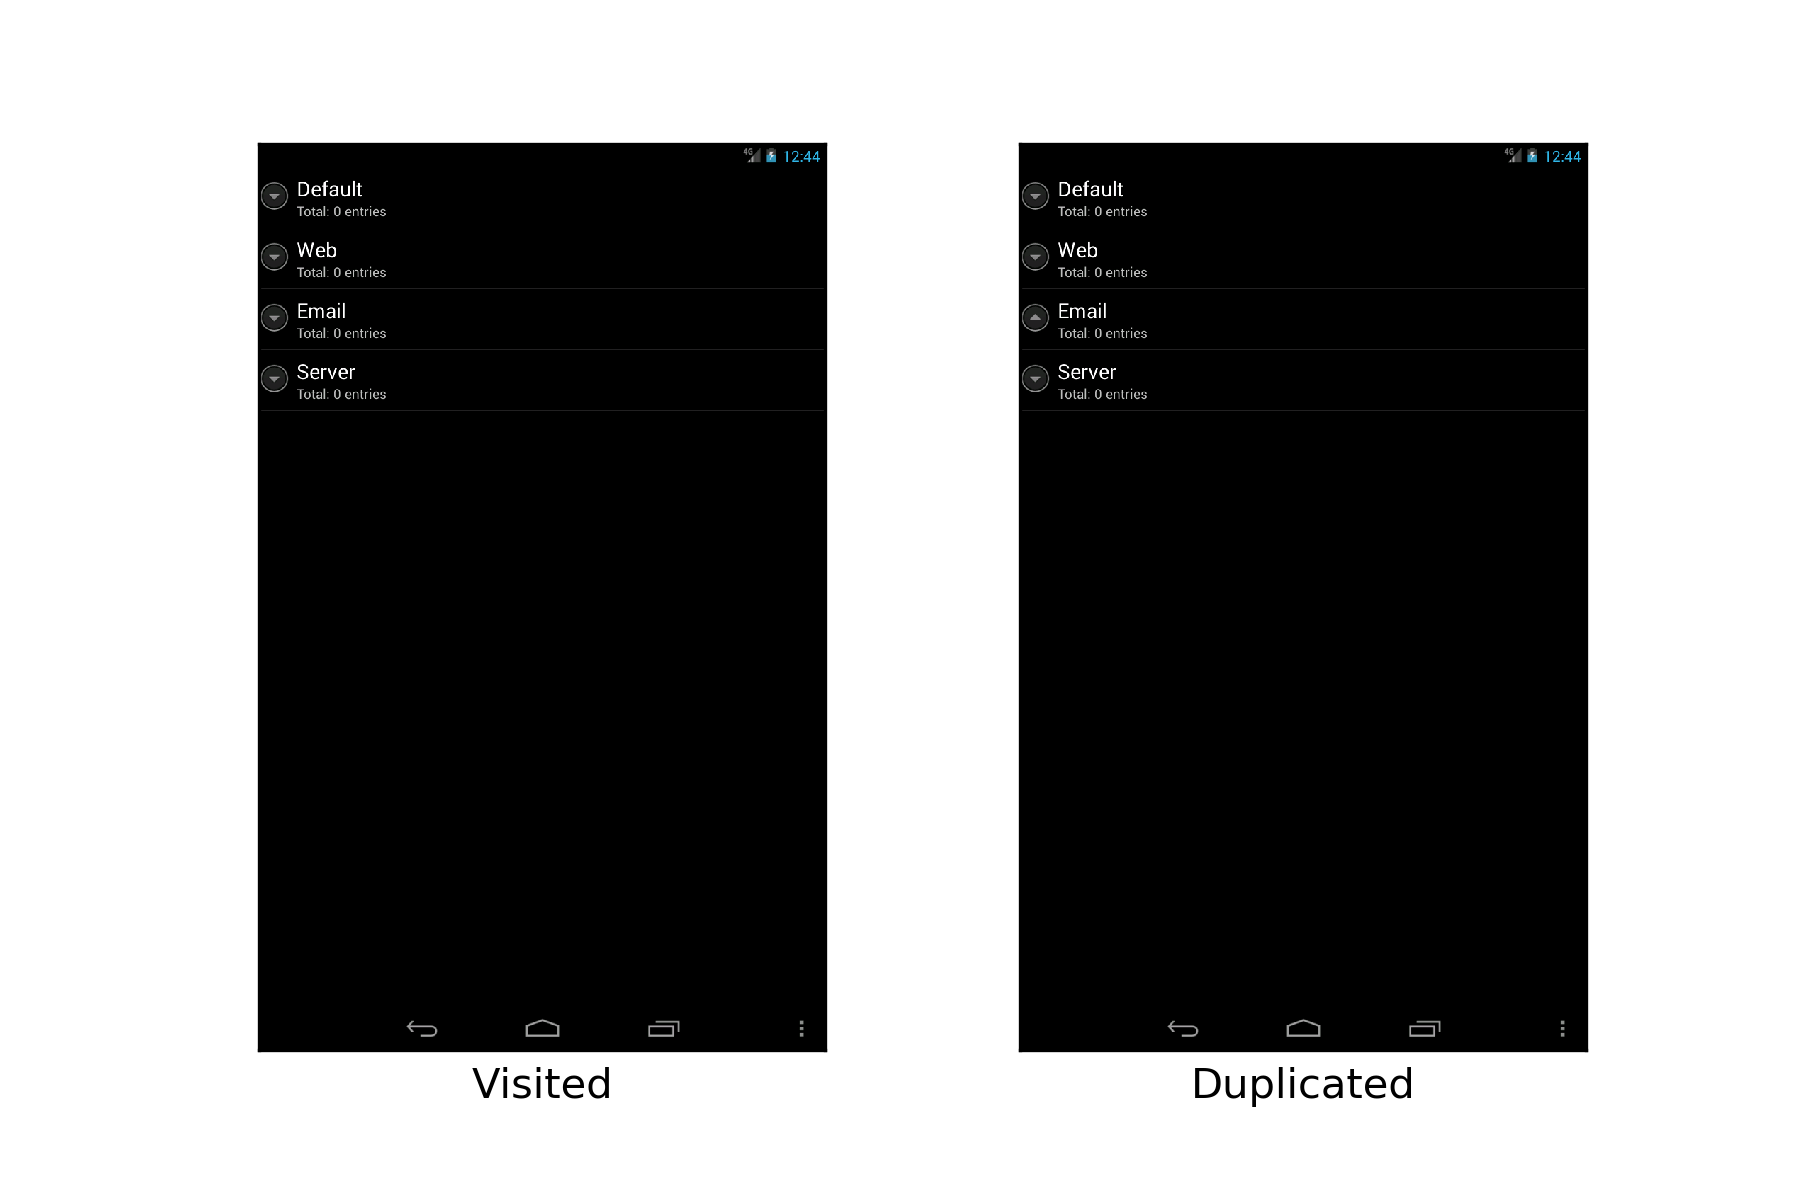 4G 12:44
Default
Total: 0 entries
Web
Total: 0 entries
Email
Total: 0 entries
Server
Total: 0 entries
Visited
4G 12:44
Default
Total: 0 entries
Web
Total: 0 entries
Email
Total: 0 entries
Server
Total: 0 entries
Duplicated